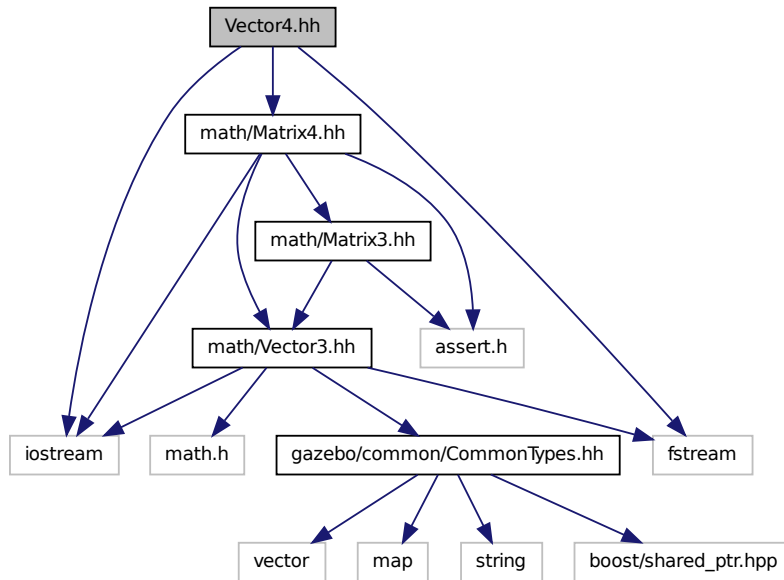 Vector4.hh
math/Matrix4.hh
math/Matrix3.hh
math/Vector3.hh
assert.h
iostream
math.h
gazebo/common/CommonTypes.hh
fstream
vector
map
string
boost/shared_ptr.hpp